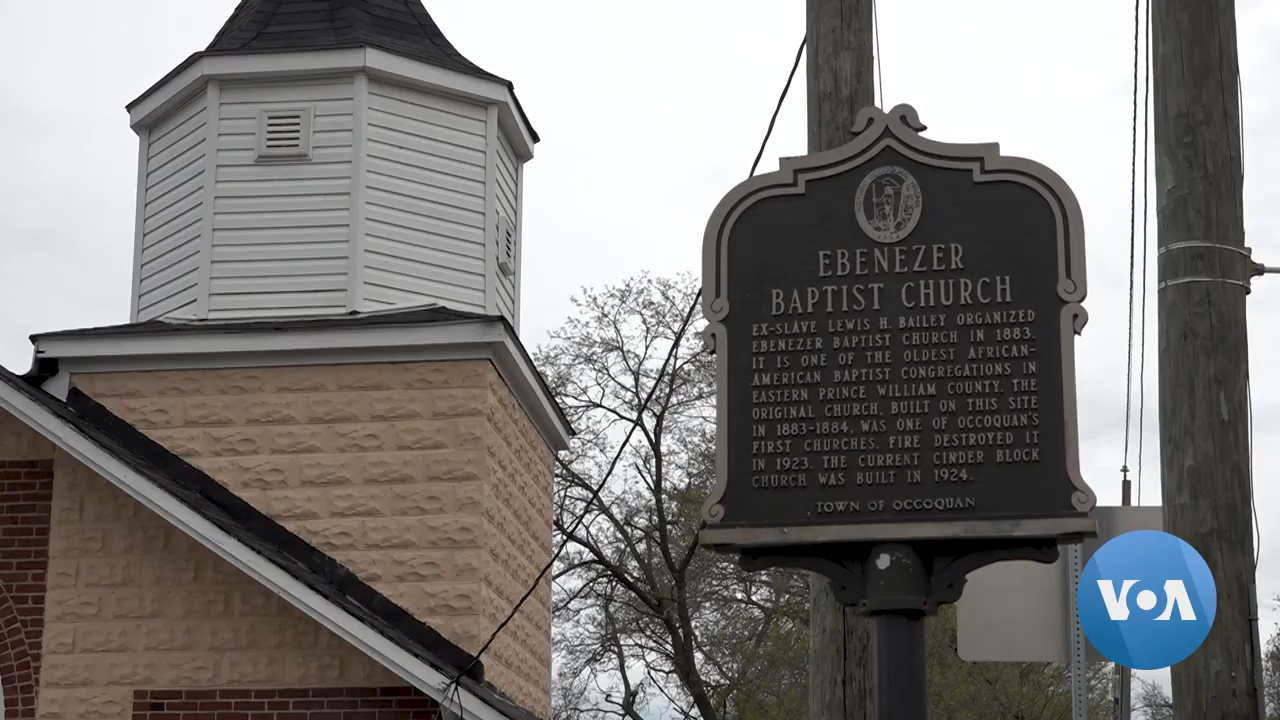 EBENEZER
BAPTIST CHURCH
EX-SLAVE LEWIS H. BAILEY ORGANIZED
EBENEZER BAPTIST CHURCH IN 1883.
IT IS ONE OF THE OLDEST AFRICAN-
AMERICAN BAPTIST CONGREGATIONS IN
EASTERN PRINCE WILLIAM COUNTY. THE
ORIGINAL CHURCH, BUILT ON THIS SITE
IN 1883-1884, WAS ONE OF OCCOQUAN'S
FIRST CHURCHES. FIRE DESTROYED IT
IN 1923. THE CURRENT CINDER BLOCK
CHURCH WAS BUILT IN 1924.
TOWN OF OCCOQUAN
VOA